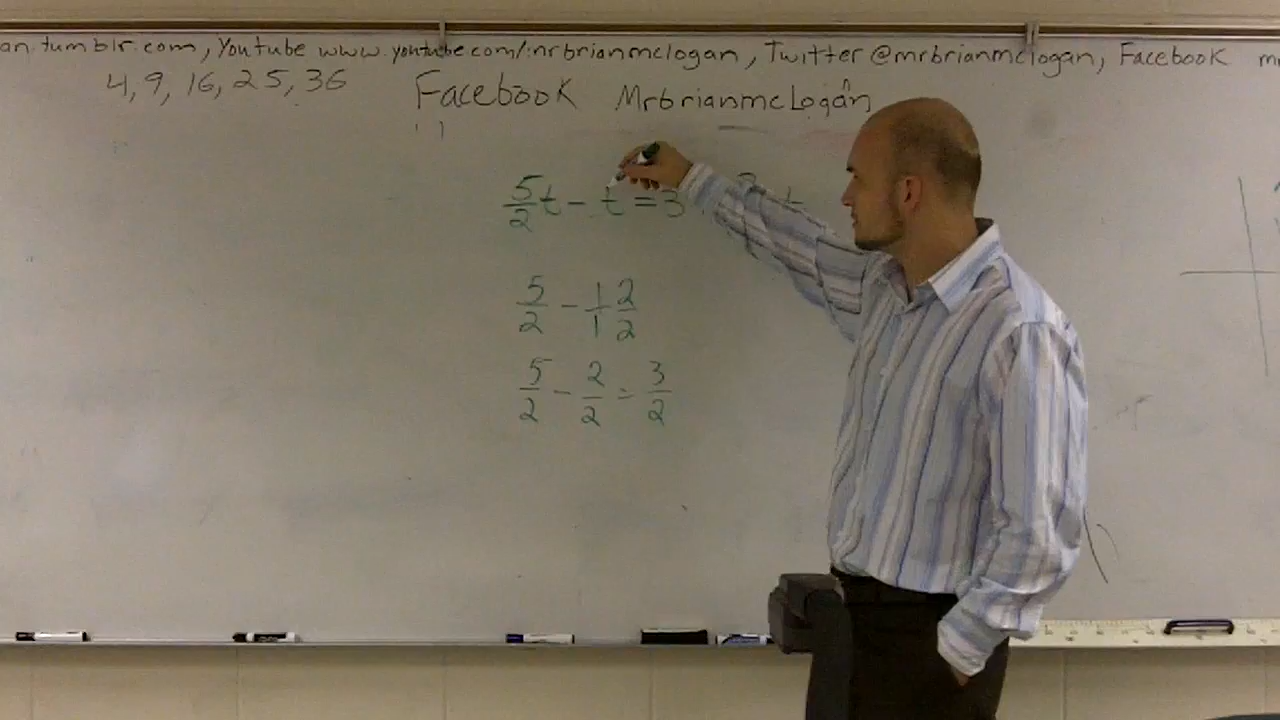 an.tumblr.com, Youtube www.youtube.com/mrbrianmclogan, Twitter @mrbrianmclogan, Facebook
4, 9, 16, 25, 36 Facebook MrbrianmcLogan
5/2 t - t = 3
5/2 - 1/1 2/2
5/2 - 2/2 = 3/2